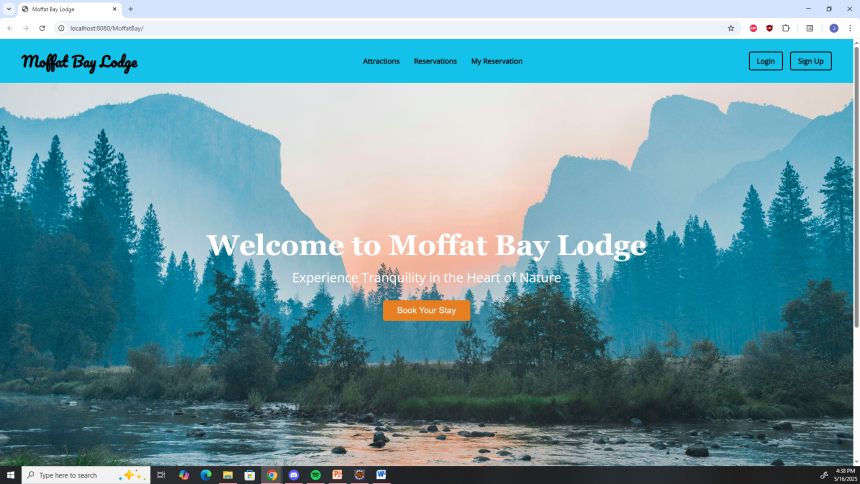 Moffat Bay Lodge
localhost:8080/MoffatBay/
Moffat Bay Lodge
Attractions
Reservations
My Reservation
Login
Sign Up
Welcome to Moffat Bay Lodge
Experience Tranquility in the Heart of Nature
Book Your Stay
Type here to search
4:38 PM
5/16/2025